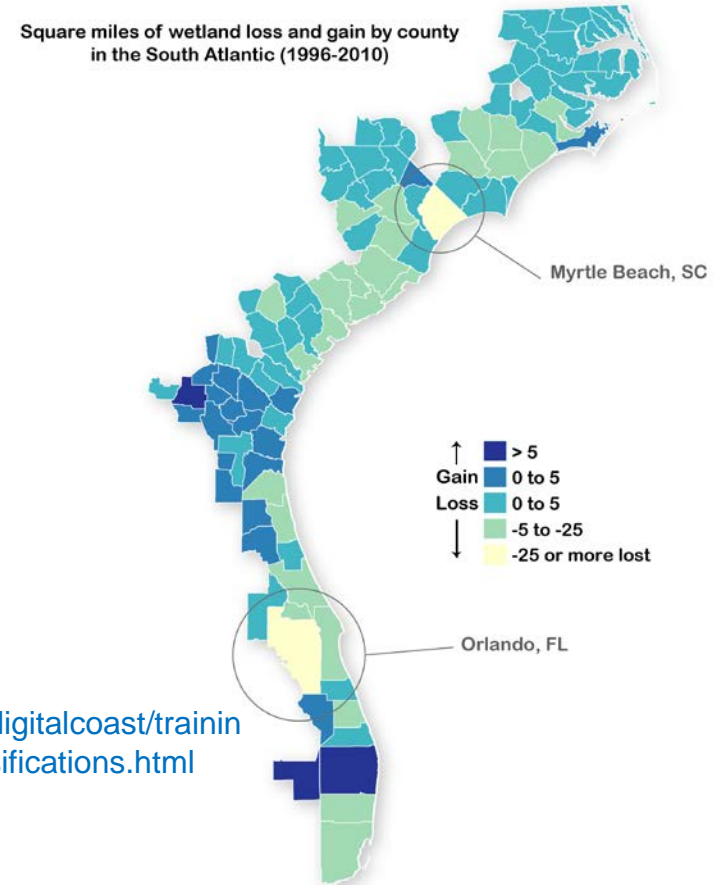 Square miles of wetland loss and gain by county
in the South Atlantic (1996-2010)
Myrtle Beach, SC
↑
Gain
Loss
↓
> 5
0 to 5
0 to 5
-5 to -25
-25 or more lost
Orlando, FL
digitalcoast/trainin
ifications.html